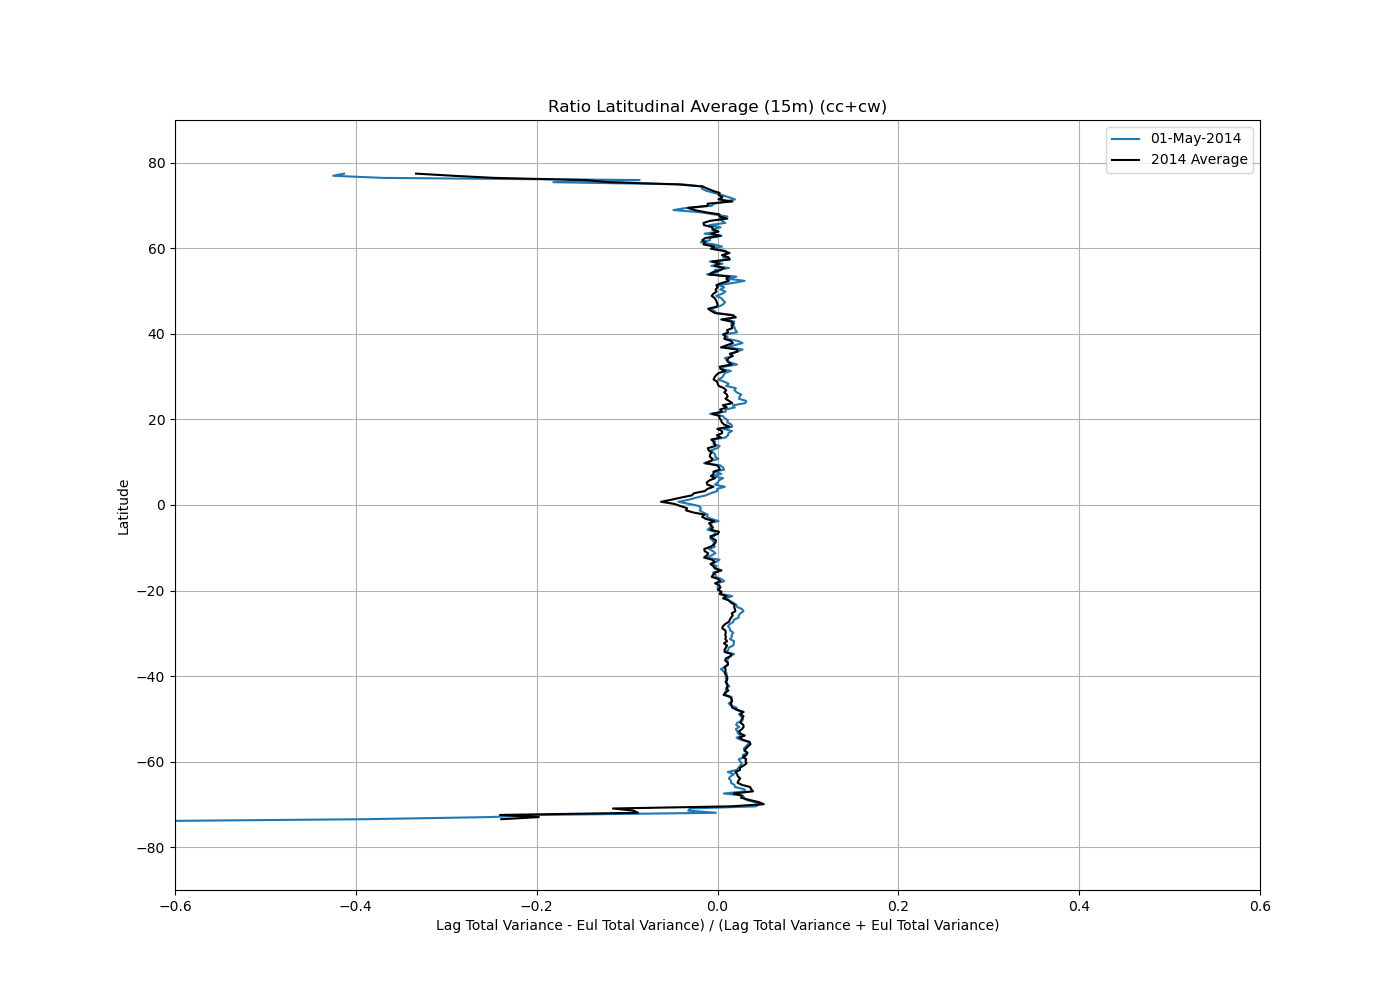 Ratio Latitudinal Average (15m) (cc+cw)
01-May-2014
2014 Average
80
60
40
20
0
−20
−40
−60
−80
Latitude
−0.6 −0.4 −0.2 0.0 0.2 0.4 0.6
Lag Total Variance - Eul Total Variance) / (Lag Total Variance + Eul Total Variance)